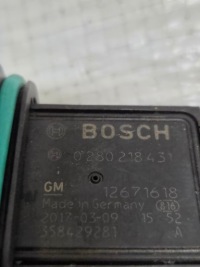 BOSCH
0 280 218 431
GM 12671618
Made in Germany
2017-03-09 15 52
358429281 A